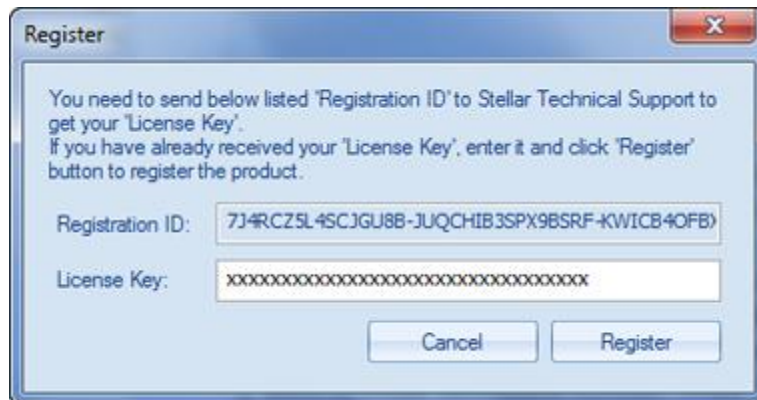 Register
You need to send below listed 'Registration ID' to Stellar Technical Support to
get your 'License Key'.
If you have already received your 'License Key', enter it and click 'Register'
button to register the product.
Registration ID: 7J4RCZ5L4SCJGU8B-JUQCHIB3SPX9BSRF-KWICB4OFB
License Key: xxxxxxxxxxxxxxxxxxxxxxxxxxxxxxxxxx
Cancel Register